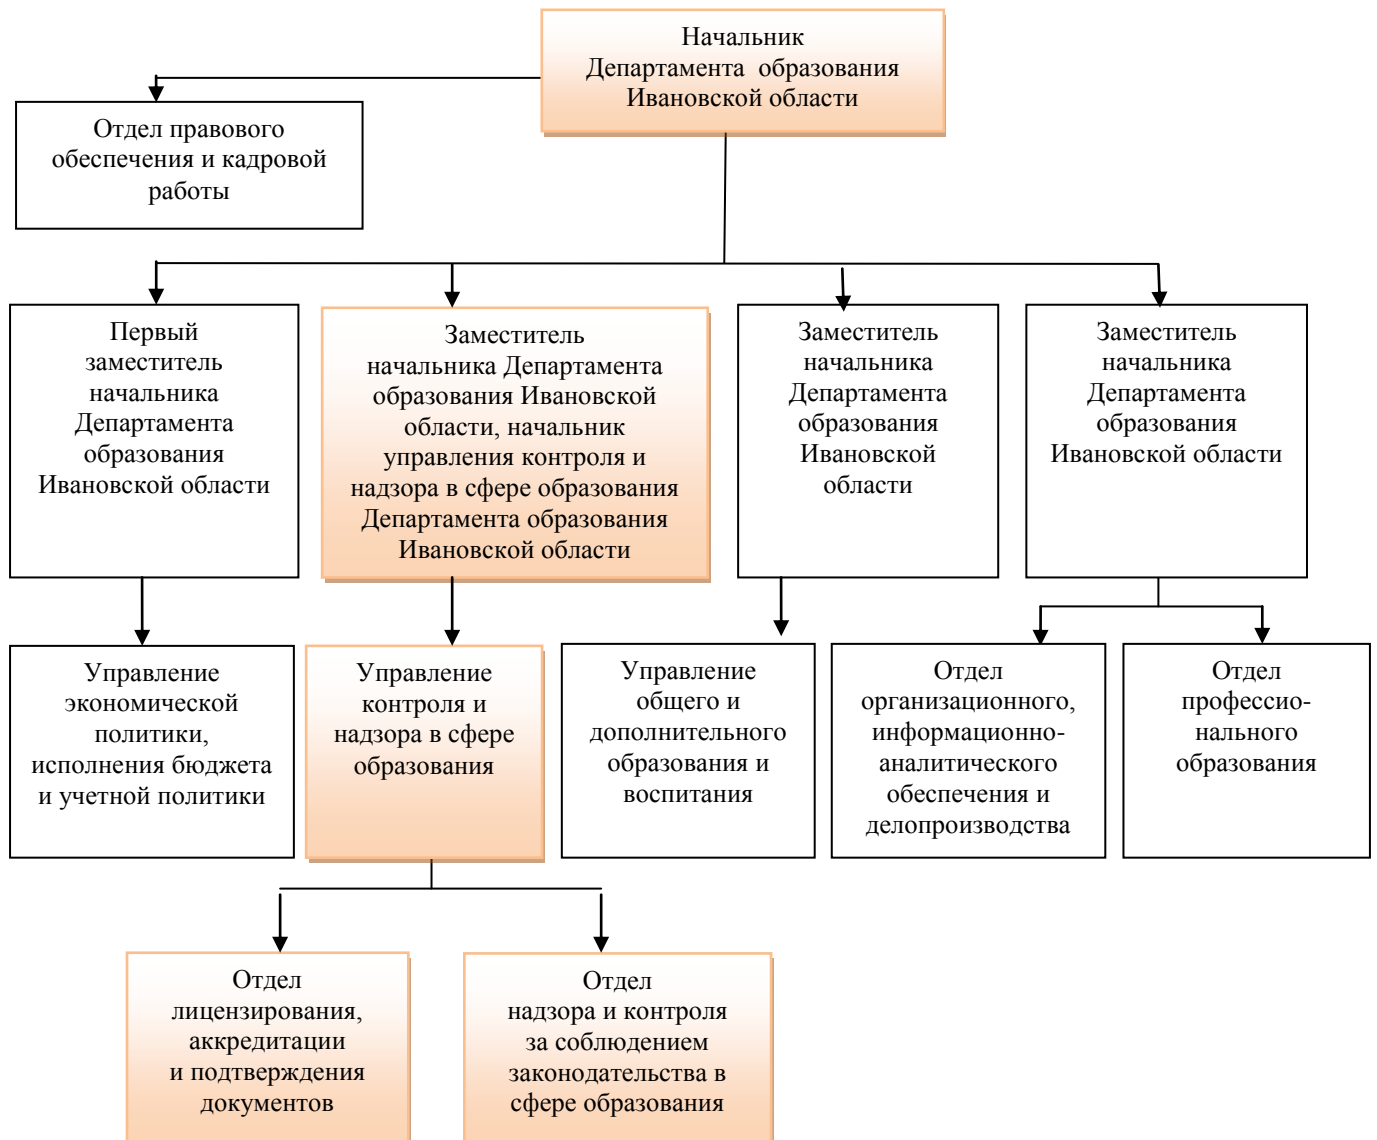 Начальник
Департамента образования
Ивановской области
Отдел правового
обеспечения и кадровой
работы
Первый
заместитель
начальника
Департамента
образования
Ивановской области
Заместитель
начальника Департамента
образования Ивановской
области, начальник
управления контроля и
надзора в сфере образования
Департамента образования
Ивановской области
Заместитель
начальника
Департамента
образования
Ивановской
области
Заместитель
начальника
Департамента
образования
Ивановской области
Управление
экономической
политики,
исполнения бюджета
и учетной политики
Управление
контроля и
надзора в сфере
образования
Управление
общего и
дополнительного
образования и
воспитания
Отдел
организационного,
информационно-
аналитического
обеспечения и
делопроизводства
Отдел
профессио-
нального
образования
Отдел
лицензирования,
аккредитации
и подтверждения
документов
Отдел
надзора и контроля
за соблюдением
законодательства в
сфере образования